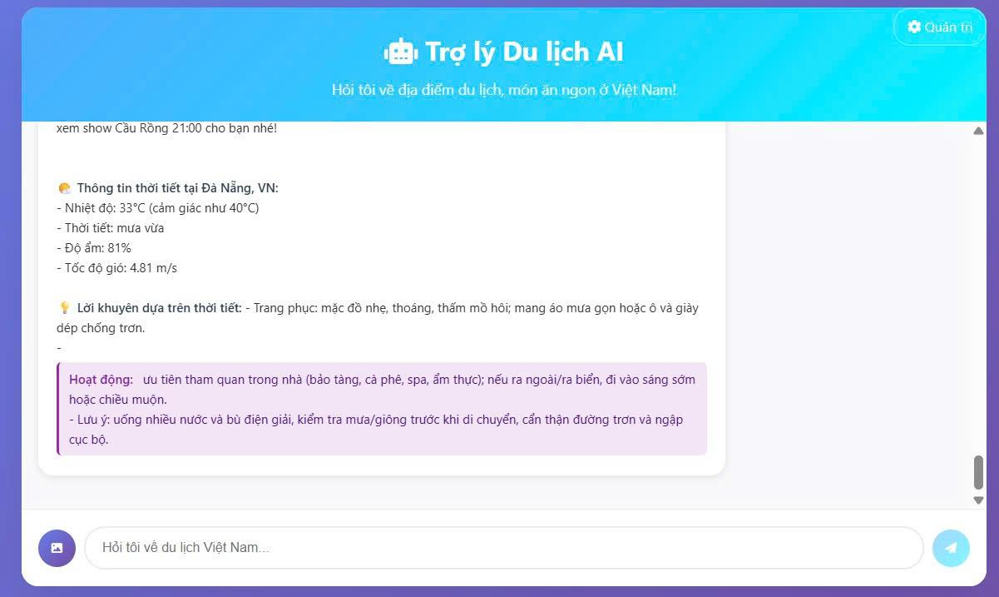 Quản trị
Trợ lý Du lịch AI
Hỏi tôi về địa điểm du lịch, món ăn ngon ở Việt Nam!
xem show Cầu Rồng 21:00 cho bạn nhé!
Thông tin thời tiết tại Đà Nẵng, VN:
- Nhiệt độ: 33°C (cảm giác như 40°C)
- Thời tiết: mưa vừa
- Độ ẩm: 81%
- Tốc độ gió: 4.81 m/s
Lời khuyên dựa trên thời tiết: - Trang phục: mặc đồ nhẹ, thoáng, thấm mồ hôi; mang áo mưa gọn hoặc ô và giày
dép chống trơn.
-
Hoạt động: ưu tiên tham quan trong nhà (bảo tàng, cà phê, spa, ẩm thực); nếu ra ngoài/ra biển, đi vào sáng sớm
hoặc chiều muộn.
- Lưu ý: uống nhiều nước và bù điện giải, kiểm tra mưa/giông trước khi di chuyển, cẩn thận đường trơn và ngập
cục bộ.
Hỏi tôi về du lịch Việt Nam...